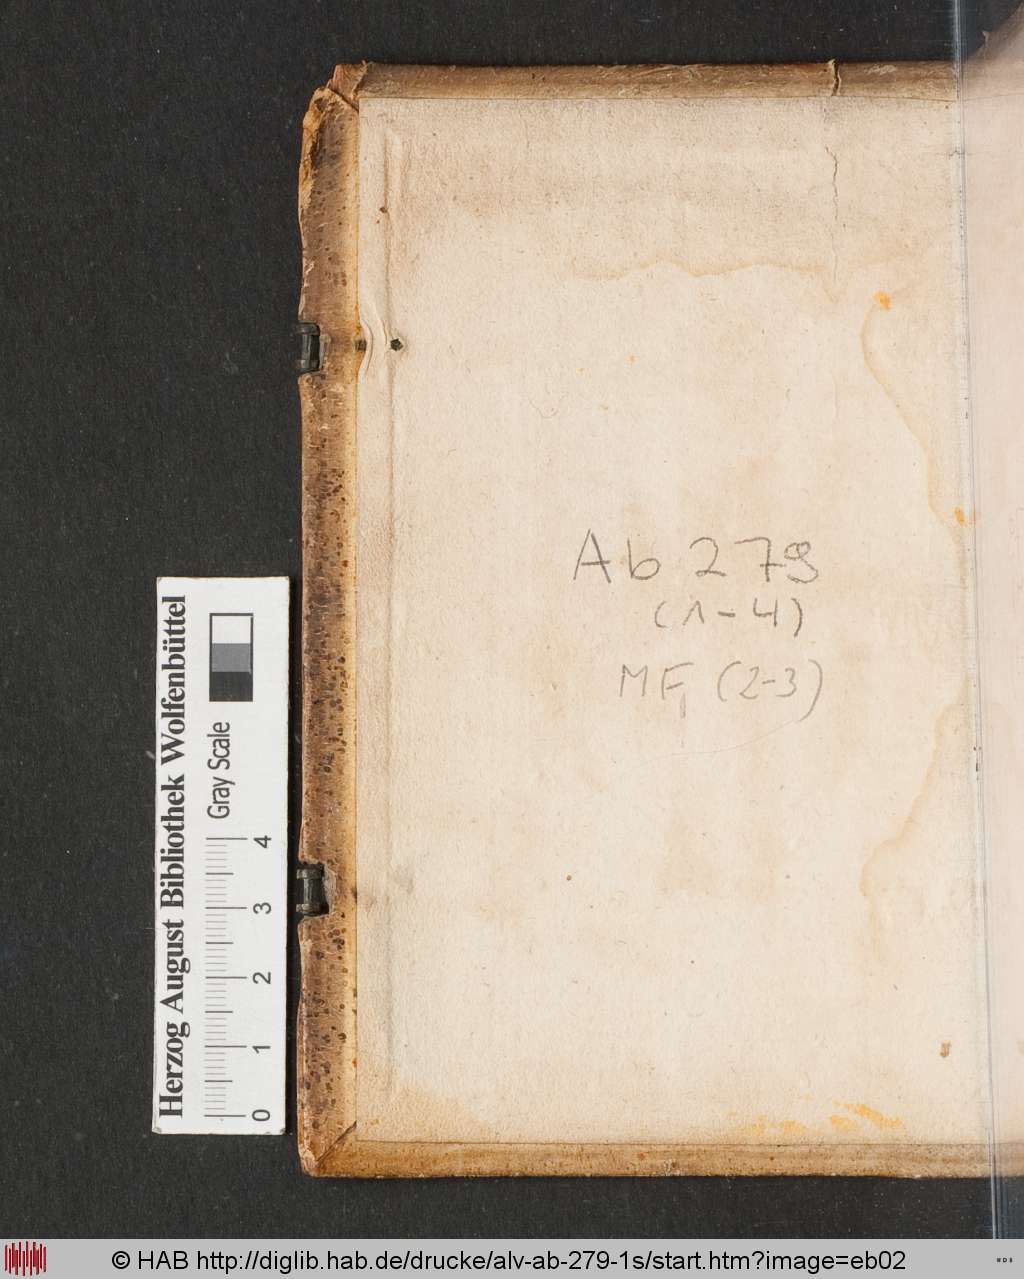 Ab 279
(1-4)
MF, (2-3)
Herzog August Bibliothek Wolfenbüttel
Gray Scale
0 1 2 3 4
© HAB http://diglib.hab.de/drucke/alv-ab-279-1s/start.htm?image=eb02
WDB